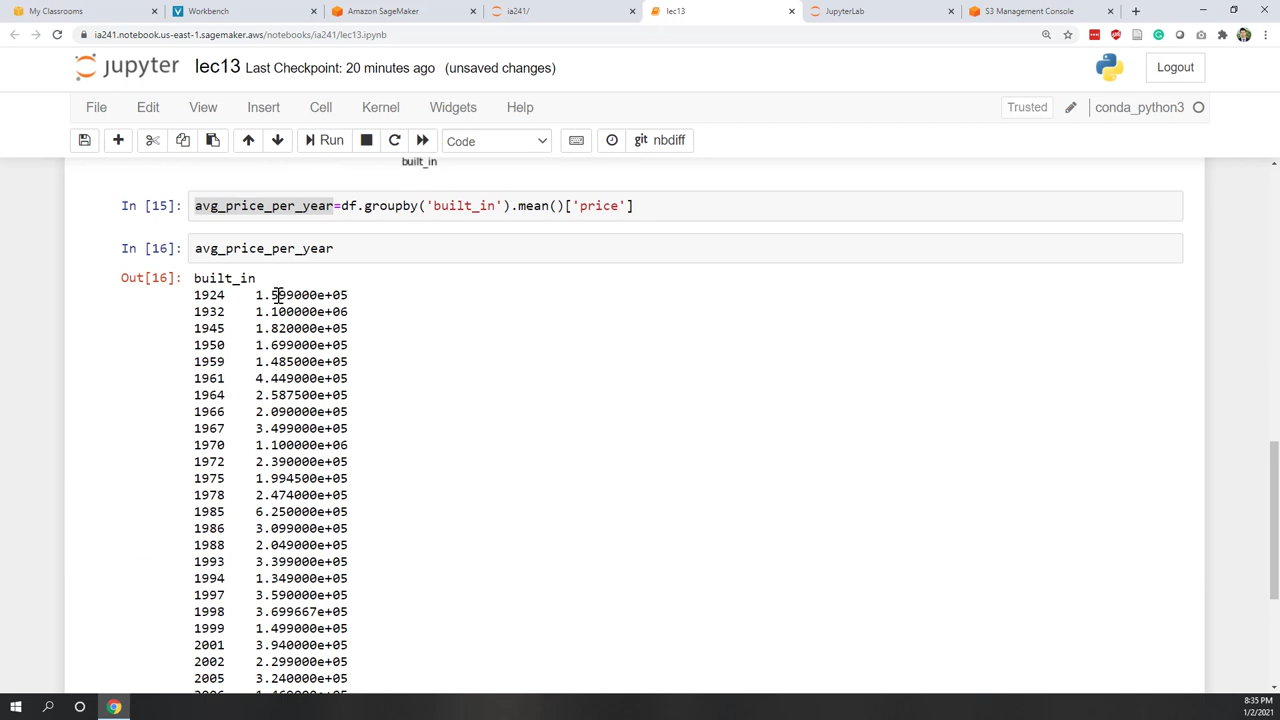 My Classrooms
Workbench
Amazon SageMaker
ia241/
lec13
JupyterLab
S3 Management Console
ia241.notebook.us-east-1.sagemaker.aws/notebooks/ia241/lec13.ipynb
jupyter lec13 Last Checkpoint: 20 minutes ago (unsaved changes)
Logout
File Edit View Insert Cell Kernel Widgets Help
Trusted
conda_python3
Run
Code
git nbdiff
built_in
In [15]: avg_price_per_year=df.groupby('built_in').mean()['price']
In [16]: avg_price_per_year
Out[16]: built_in
1924 1.599000e+05
1932 1.100000e+06
1945 1.820000e+05
1950 1.699000e+05
1959 1.485000e+05
1961 4.449000e+05
1964 2.587500e+05
1966 2.090000e+05
1967 3.499000e+05
1970 1.100000e+06
1972 2.390000e+05
1975 1.994500e+05
1978 2.474000e+05
1985 6.250000e+05
1986 3.099000e+05
1988 2.049000e+05
1993 3.399000e+05
1994 1.349000e+05
1997 3.590000e+05
1998 3.699667e+05
1999 1.499000e+05
2001 3.940000e+05
2002 2.299000e+05
2005 3.240000e+05
8:35 PM
1/2/2021